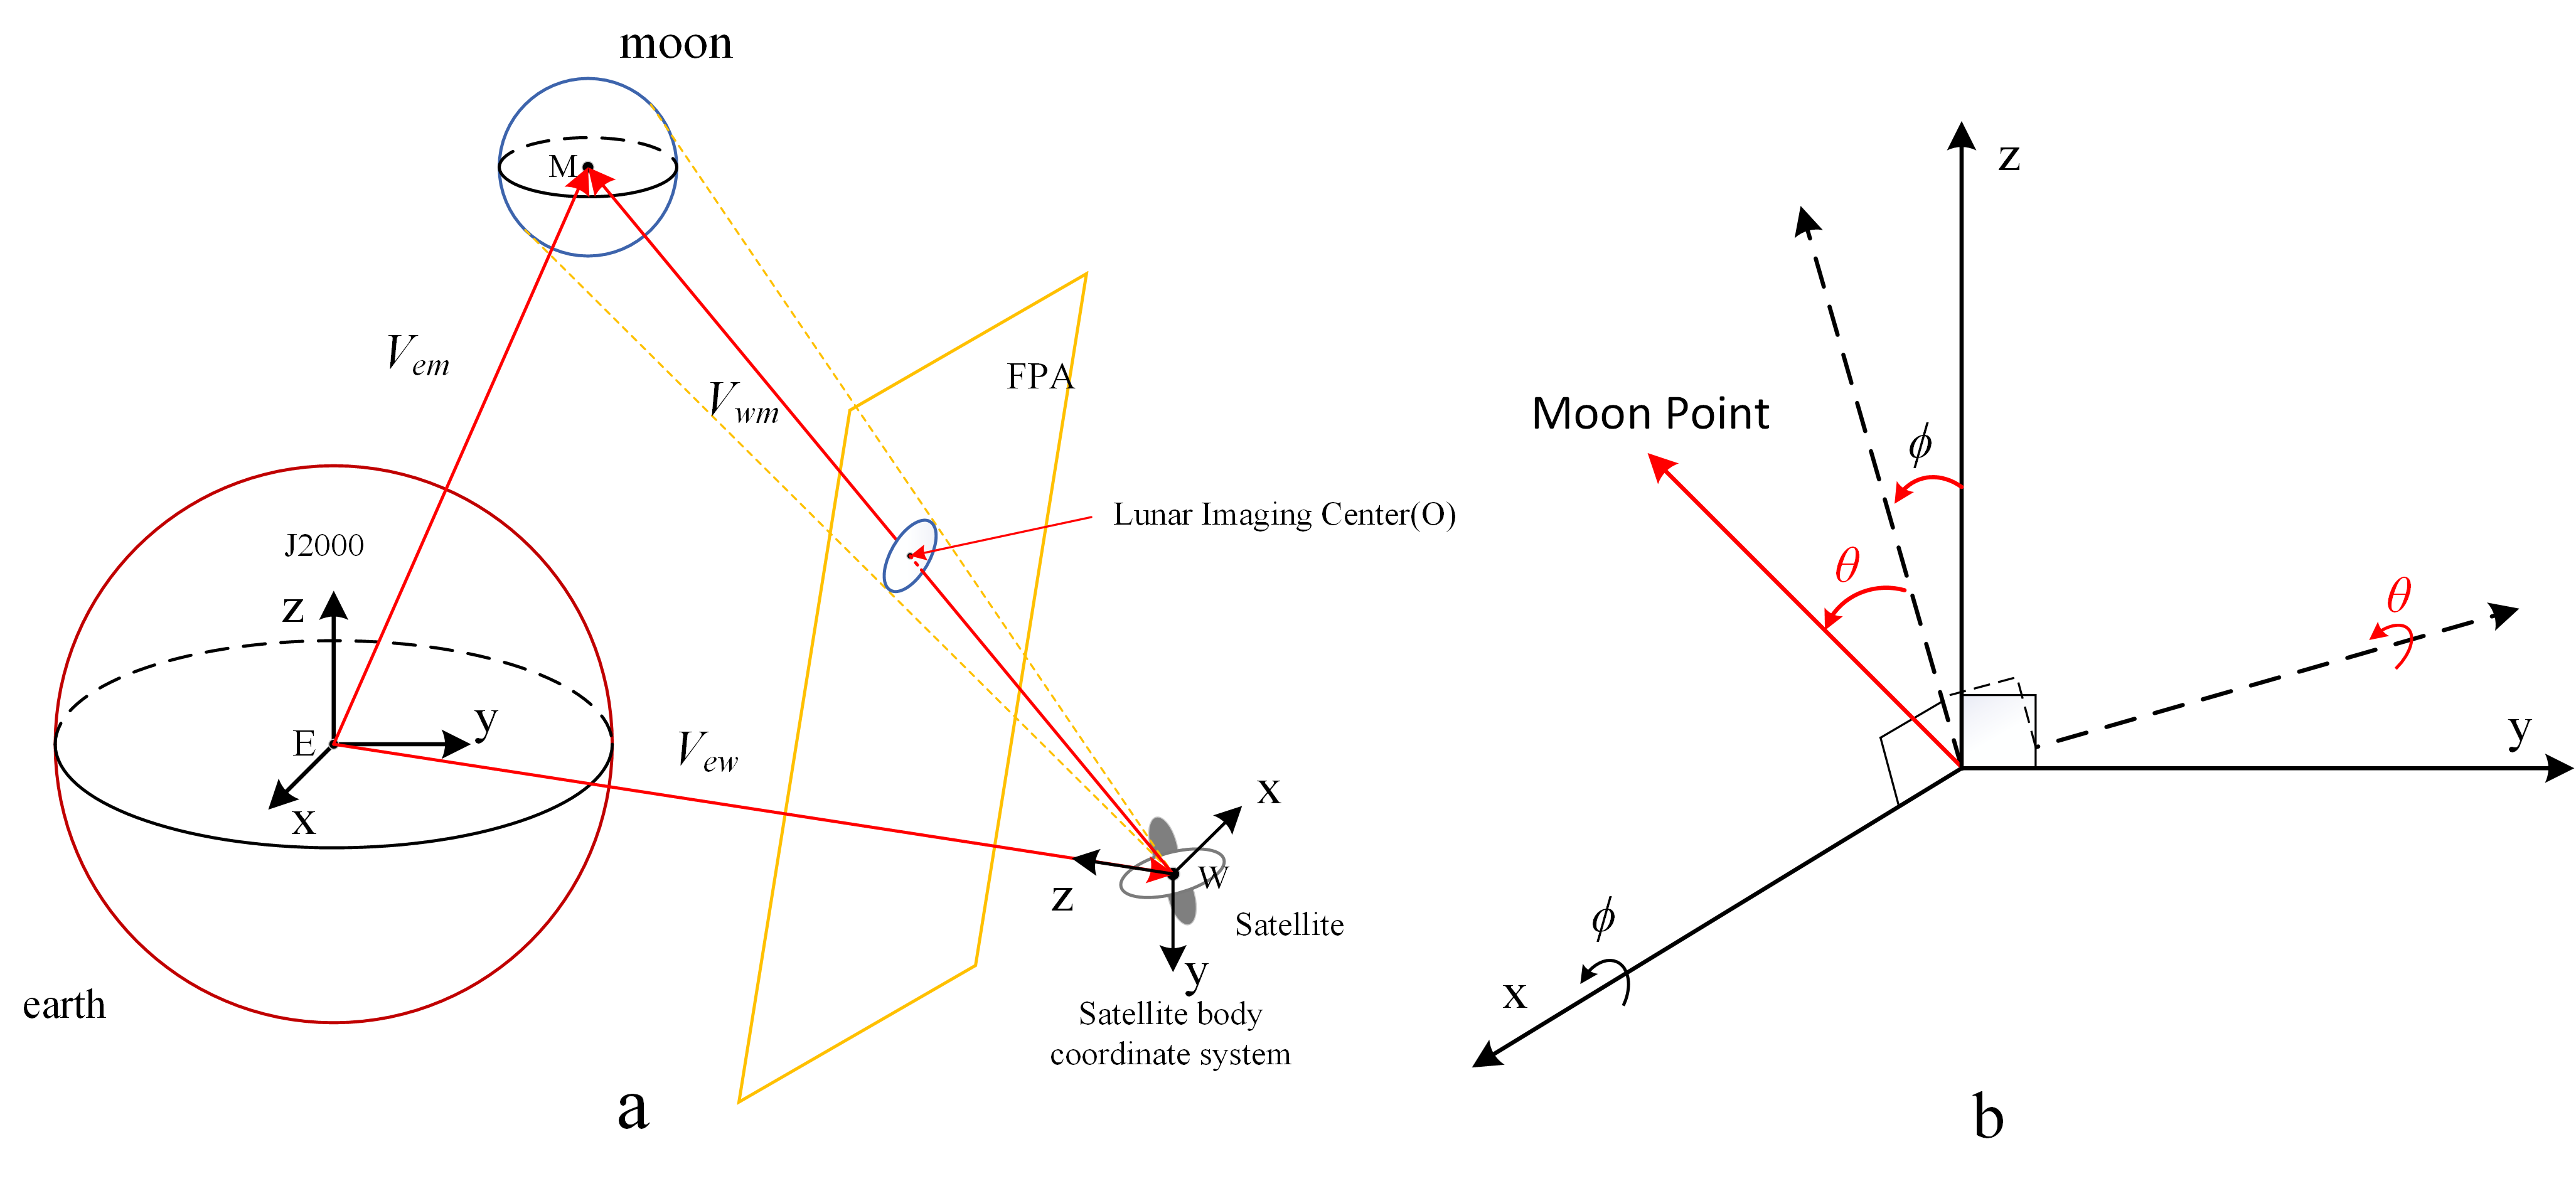 moon
M
V_em
V_wm
FPA
Lunar Imaging Center(O)
J2000
z
E
y
x
V_ew
earth
x
W
z
Satellite
y
Satellite body
coordinate system
a
z
ϕ
Moon Point
θ
θ
y
ϕ
x
b